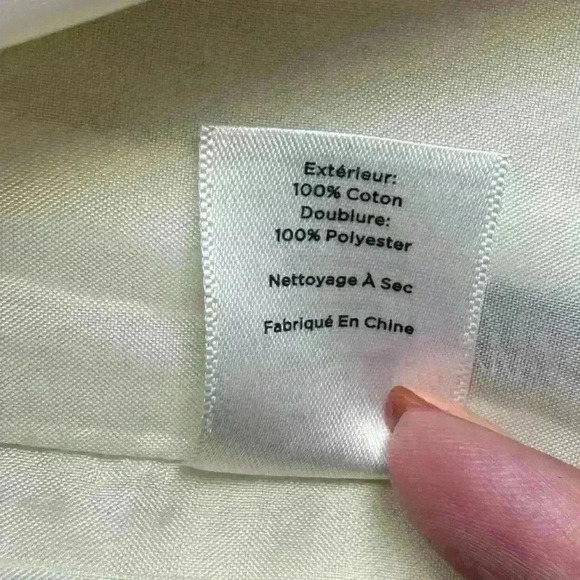 Extérieur:
100% Coton
Doublure:
100% Polyester
Nettoyage À Sec
Fabriqué En Chine